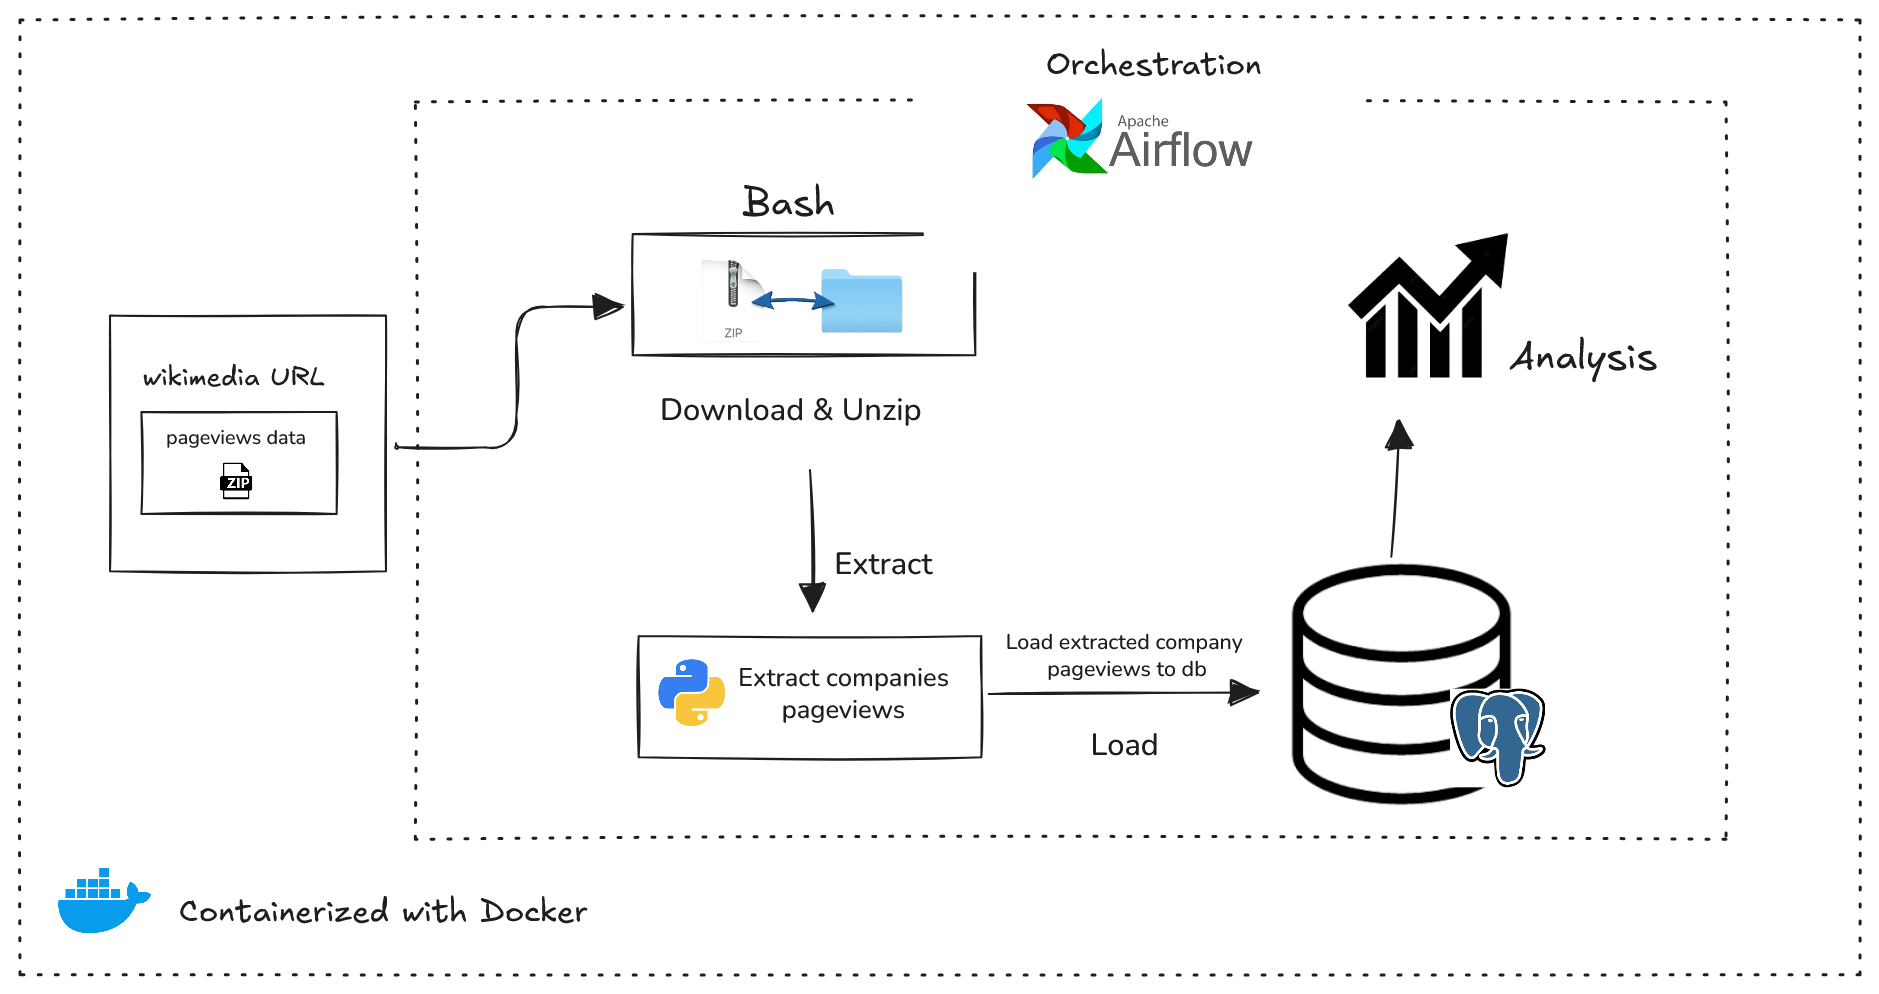 Orchestration
Apache
Airflow
Bash
ZIP
Download & Unzip
wikimedia URL
pageviews data
ZIP
Analysis
Extract
Extract companies
pageviews
Load extracted company
pageviews to db
Load
Containerized with Docker